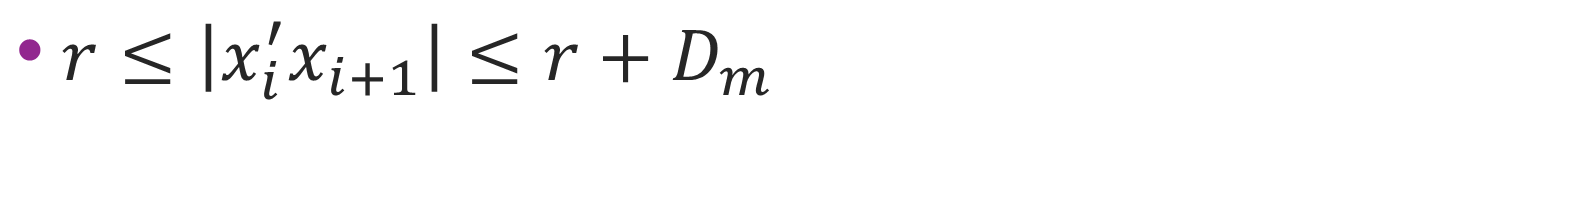 • r ≤ |x′ᵢxᵢ₊₁| ≤ r + Dₘ